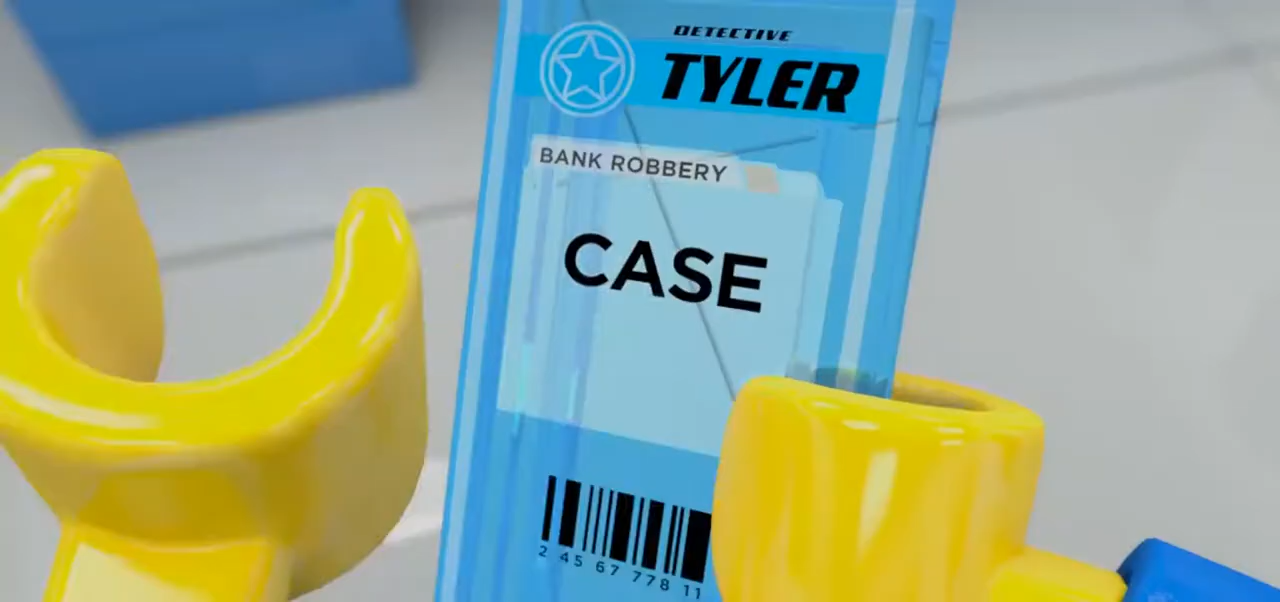 DETECTIVE
TYLER
BANK ROBBERY
CASE
2 45 67 778 11